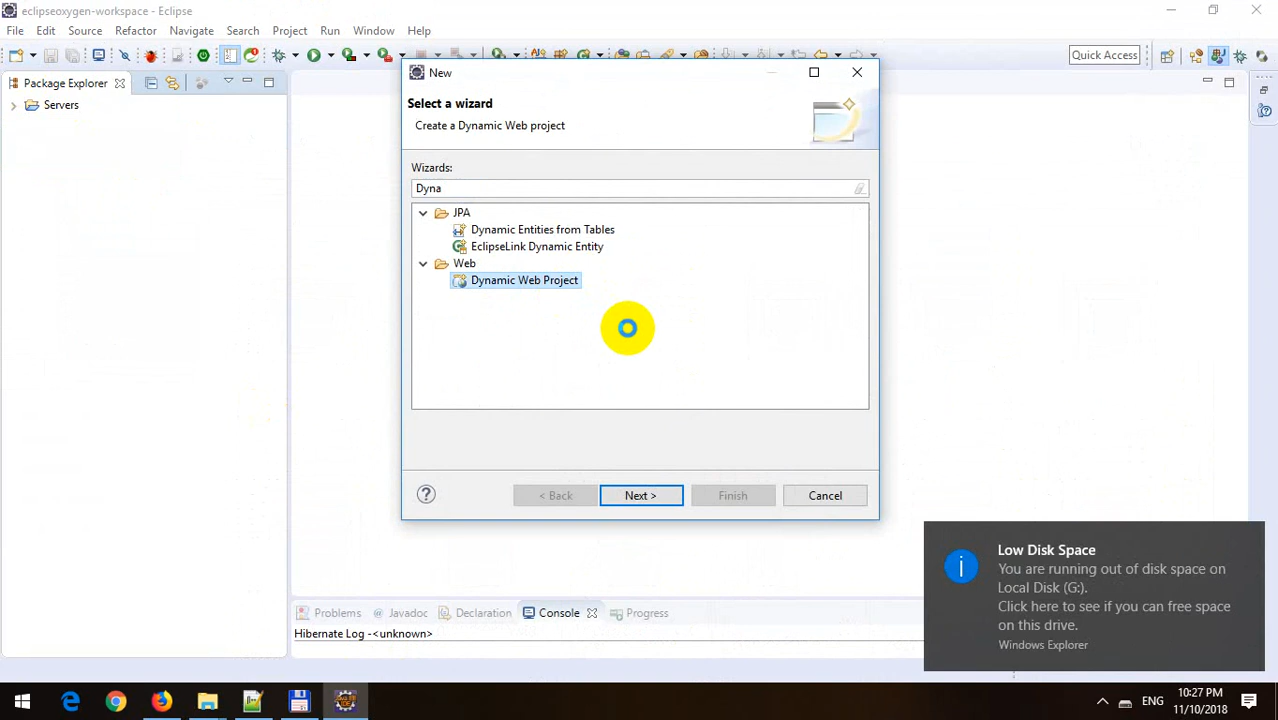 eclipseoxygen-workspace - Eclipse
File Edit Source Refactor Navigate Search Project Run Window Help
Quick Access
Package Explorer
Servers
New
Select a wizard
Create a Dynamic Web project
Wizards:
Dyna
JPA
Dynamic Entities from Tables
EclipseLink Dynamic Entity
Web
Dynamic Web Project
< Back Next > Finish Cancel
Problems Javadoc Declaration Console Progress
Hibernate Log -<unknown>
Low Disk Space
You are running out of disk space on
Local Disk (G:).
Click here to see if you can free space
on this drive.
Windows Explorer
ENG
10:27 PM
11/10/2018